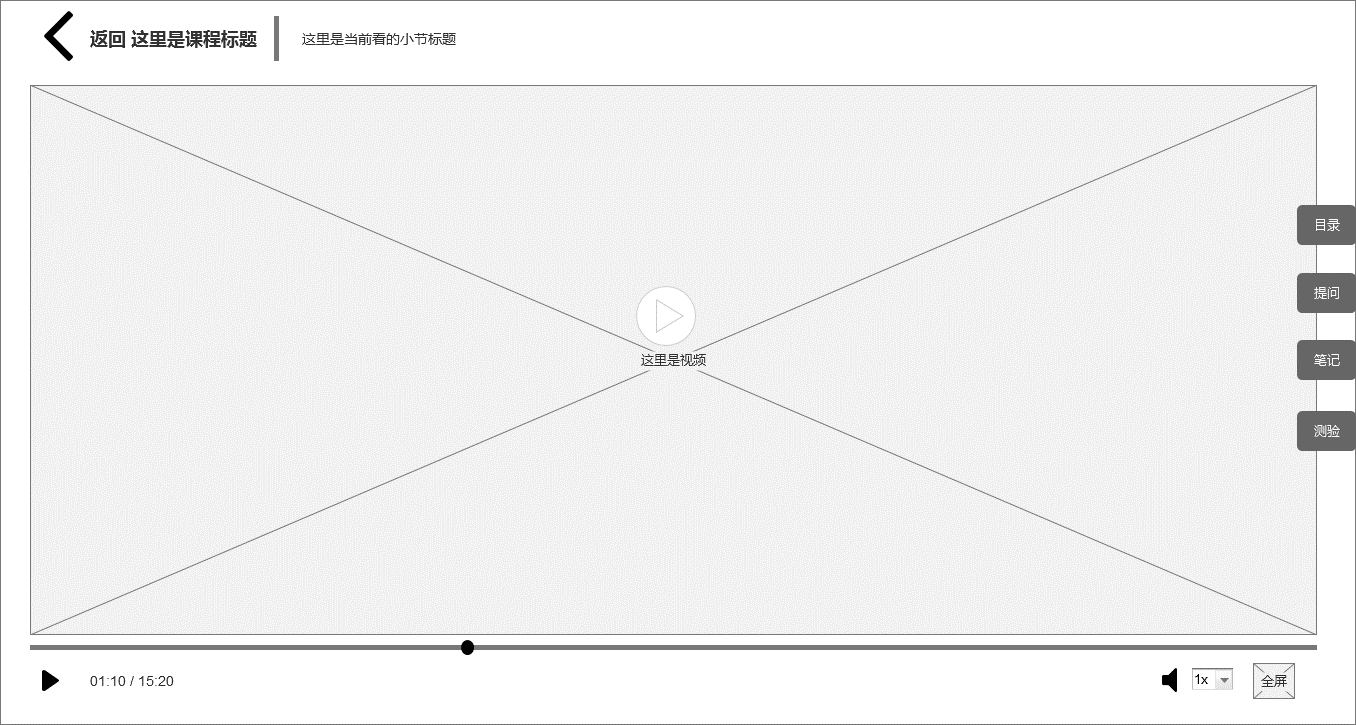 返回 这里是课程标题
这里是当前看的小节标题
目录
提问
笔记
测验
这里是视频
01:10 / 15:20
1x
全屏